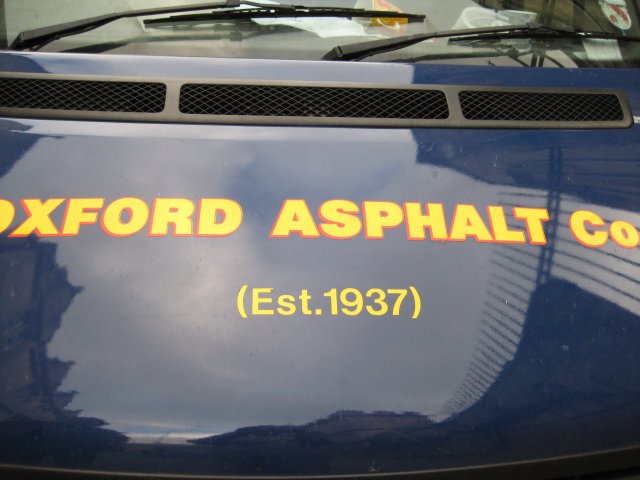 OXFORD ASPHALT Co.
(Est.1937)